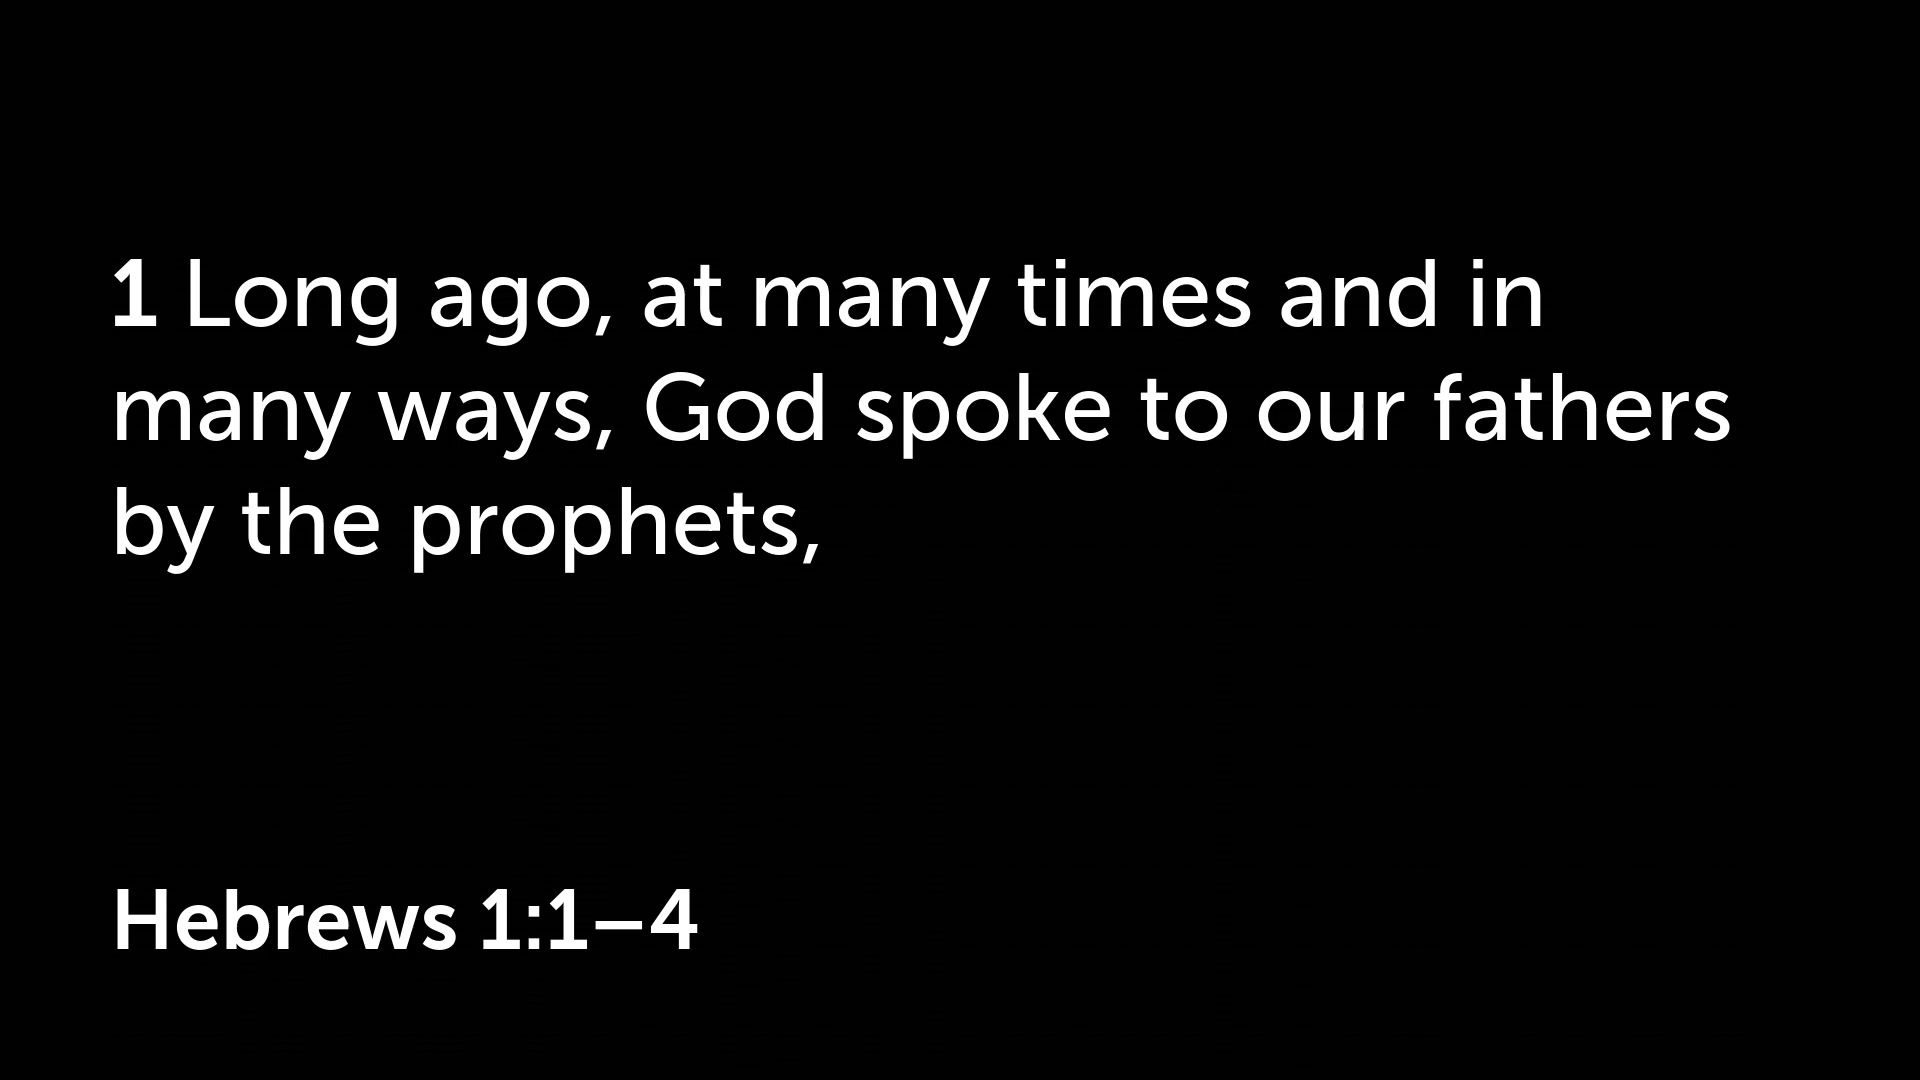 1 Long ago, at many times and in
many ways, God spoke to our fathers
by the prophets,
Hebrews 1:1–4